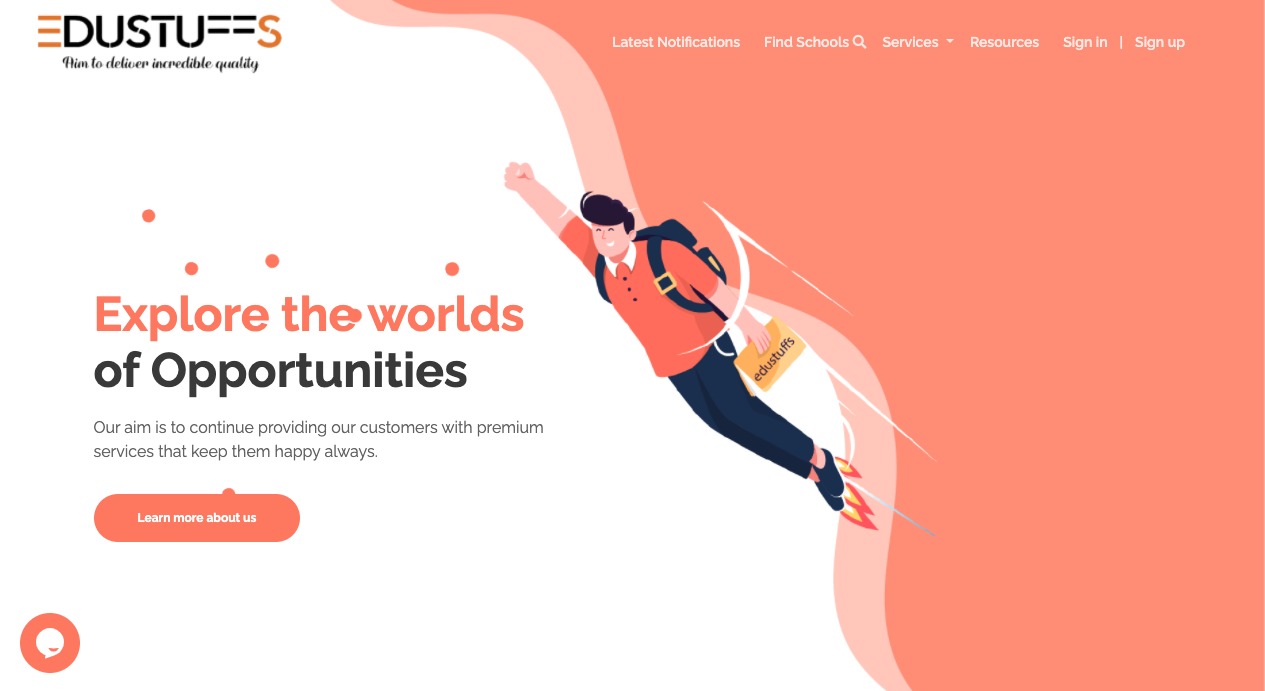 EDUSTUFFS
Aim to deliver incredible quality
Latest Notifications Find Schools Services Resources Sign in | Sign up
edustuffs
Explore the worlds
of Opportunities
Our aim is to continue providing our customers with premium
services that keep them happy always.
Learn more about us